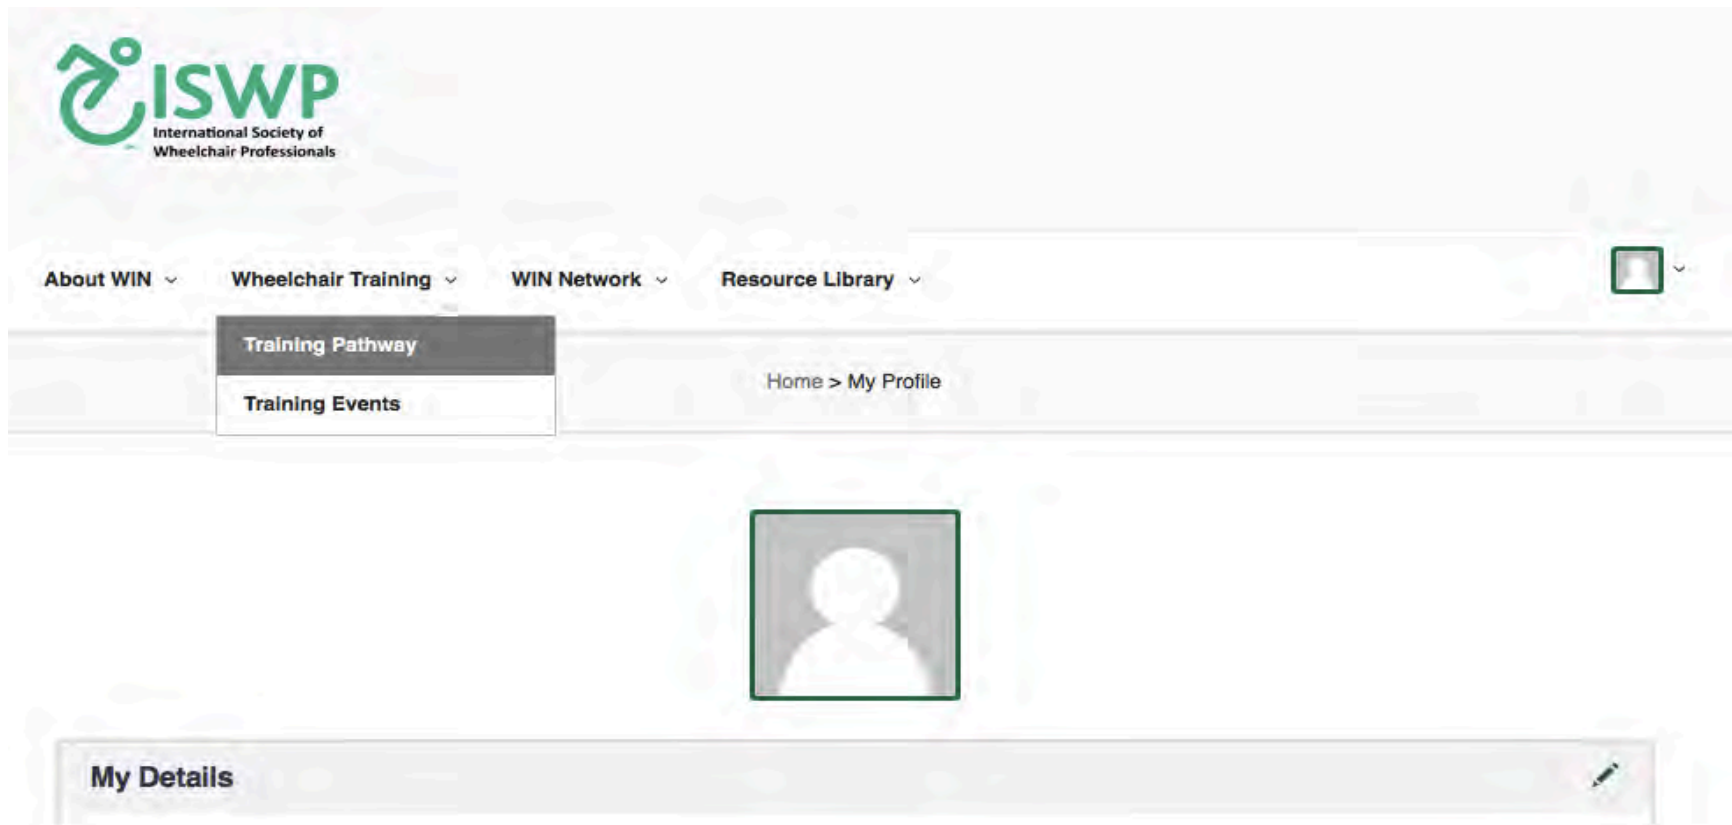 ISWP
International Society of
Wheelchair Professionals
About WIN
Wheelchair Training
WIN Network
Resource Library
Training Pathway
Training Events
Home > My Profile
My Details